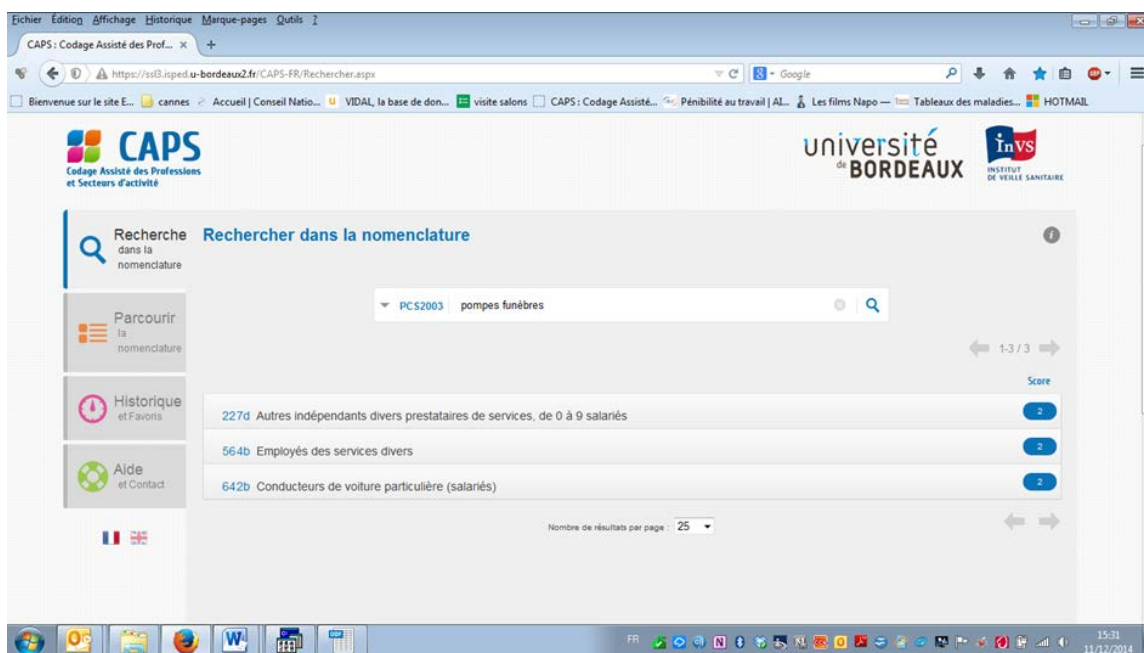 Fichier Édition Affichage Historique Marque-pages Outils ?
CAPS : Codage Assisté des Prof... × +
https://ssl3.isped.u-bordeaux2.fr/CAPS-FR/Rechercher.aspx
Google
Bienvenue sur le site E... cannes Accueil | Conseil Natio... VIDAL, la base de don... visite salons CAPS : Codage Assisté... Pénibilité au travail | AL... Les films Napo — Tableaux des maladies... HOTMAIL
CAPS
Codage Assisté des Professions
et Secteurs d'activité
université
de BORDEAUX
InVS
INSTITUT
DE VEILLE SANITAIRE
Recherche
dans la
nomenclature
Rechercher dans la nomenclature
PCS2003 pompes funèbres
Parcourir
la
nomenclature
1-3 / 3
Score
Historique
et Favoris
227d Autres indépendants divers prestataires de services, de 0 à 9 salariés 2
564b Employés des services divers 2
Aide
et Contact
642b Conducteurs de voiture particulière (salariés) 2
Nombre de résultats par page : 25
FR
15:31
11/12/2014